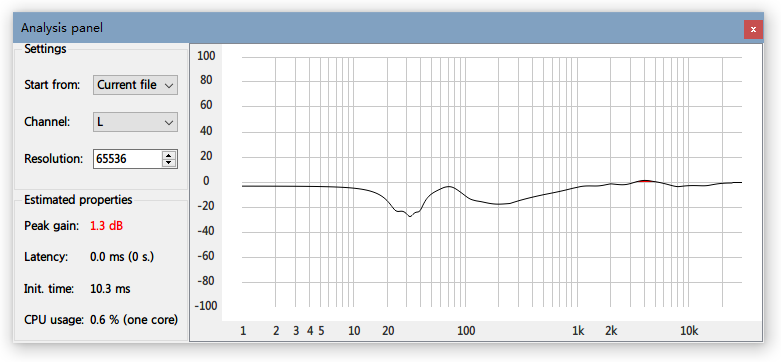 Analysis panel
x
Settings
Start from: Current file
Channel: L
Resolution: 65536
Estimated properties
Peak gain: 1.3 dB
Latency: 0.0 ms (0 s.)
Init. time: 10.3 ms
CPU usage: 0.6 % (one core)
100
80
60
40
20
0
-20
-40
-60
-80
-100
1 2 3 4 5 10 20 100 1k 2k 10k